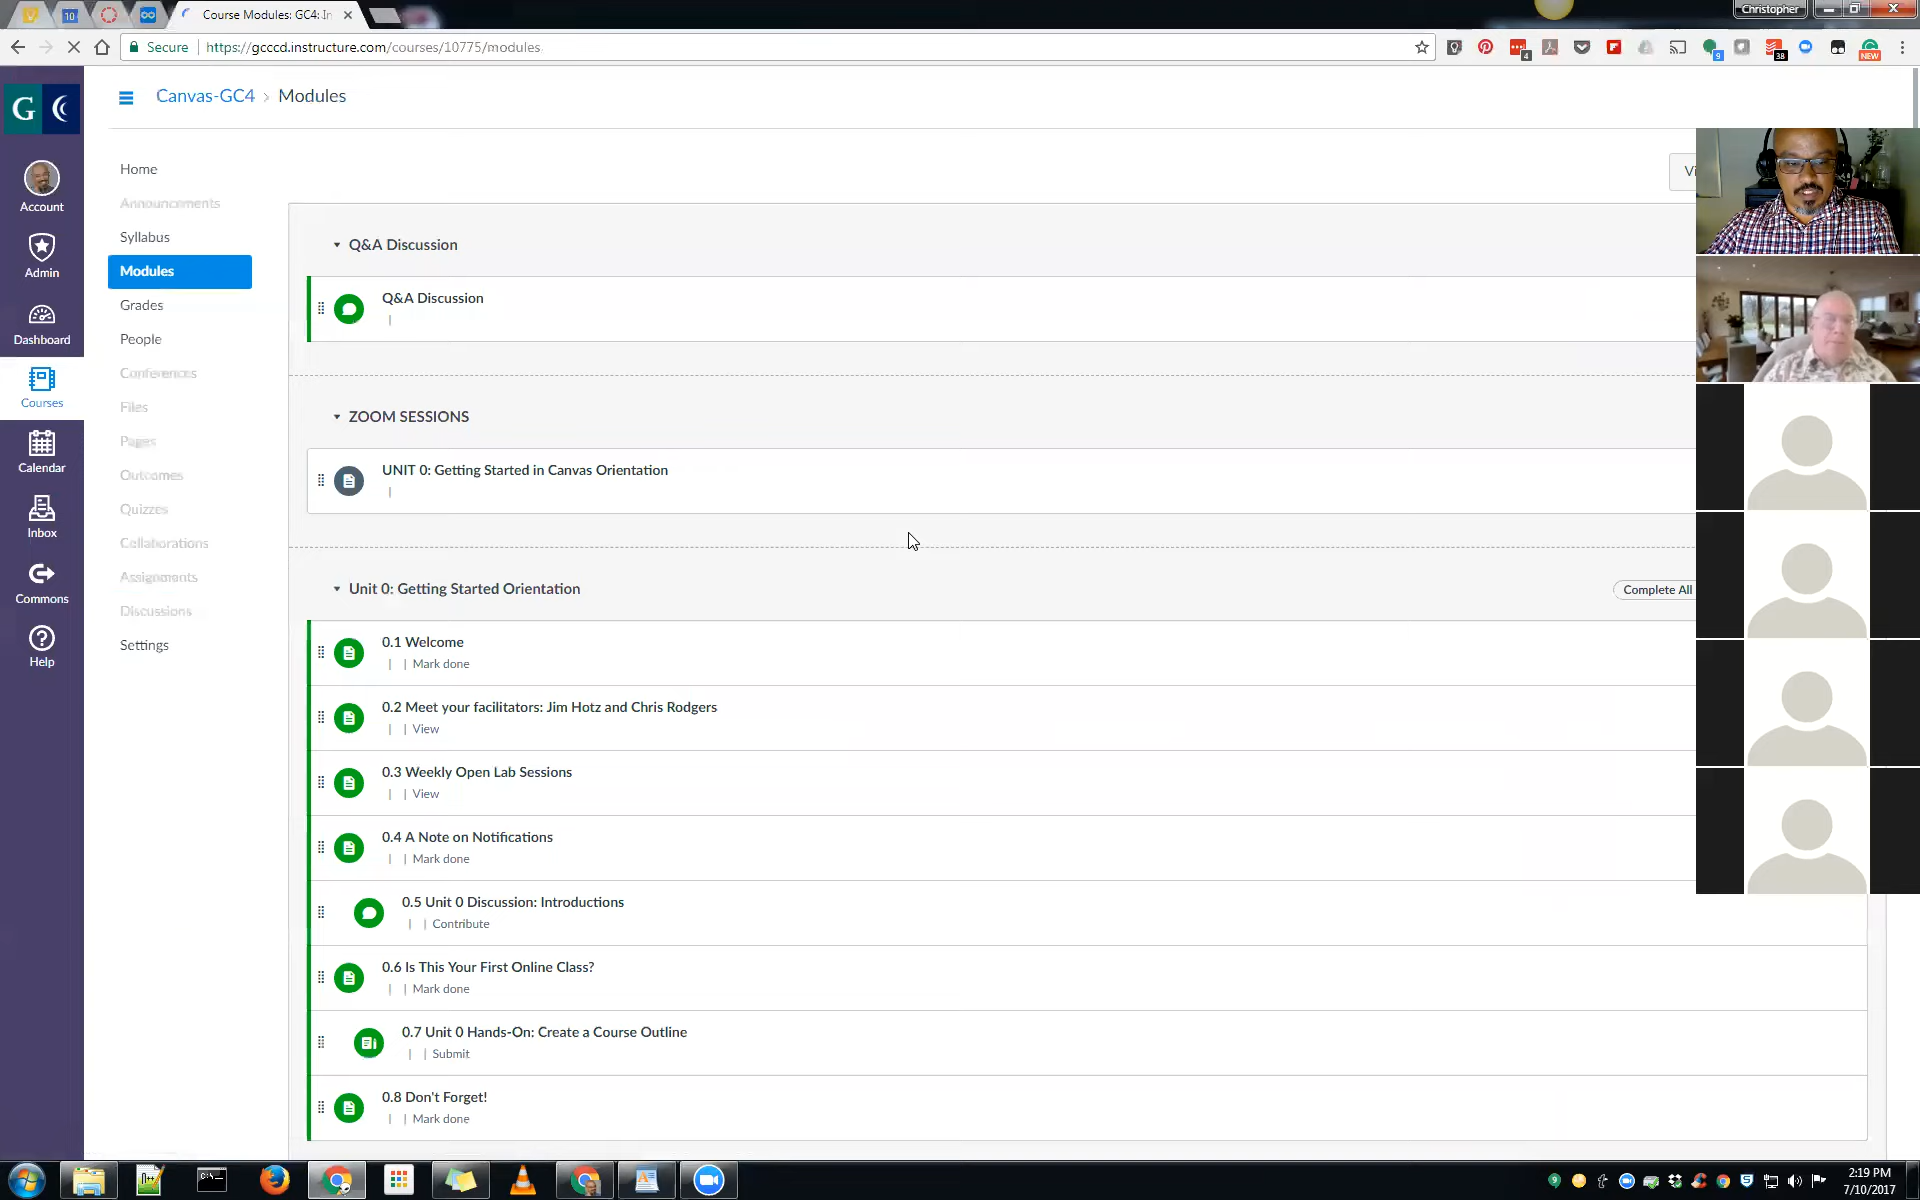 Course Modules: GC4: In
Christopher
Secure
https://gcccd.instructure.com/courses/10775/modules
4
9
38
NEW
G
Canvas-GC4 > Modules
Account
Admin
Dashboard
Courses
Calendar
Inbox
Commons
Help
Home
Announcements
Syllabus
Modules
Grades
People
Conferences
Files
Pages
Outcomes
Quizzes
Collaborations
Assignments
Discussions
Settings
Vi
Q&A Discussion
Q&A Discussion
|
ZOOM SESSIONS
UNIT 0: Getting Started in Canvas Orientation
|
Unit 0: Getting Started Orientation
Complete All
0.1 Welcome
| | Mark done
0.2 Meet your facilitators: Jim Hotz and Chris Rodgers
| | View
0.3 Weekly Open Lab Sessions
| | View
0.4 A Note on Notifications
| | Mark done
0.5 Unit 0 Discussion: Introductions
| | Contribute
0.6 Is This Your First Online Class?
| | Mark done
0.7 Unit 0 Hands-On: Create a Course Outline
| | Submit
0.8 Don't Forget!
| | Mark done
2:19 PM
7/10/2017